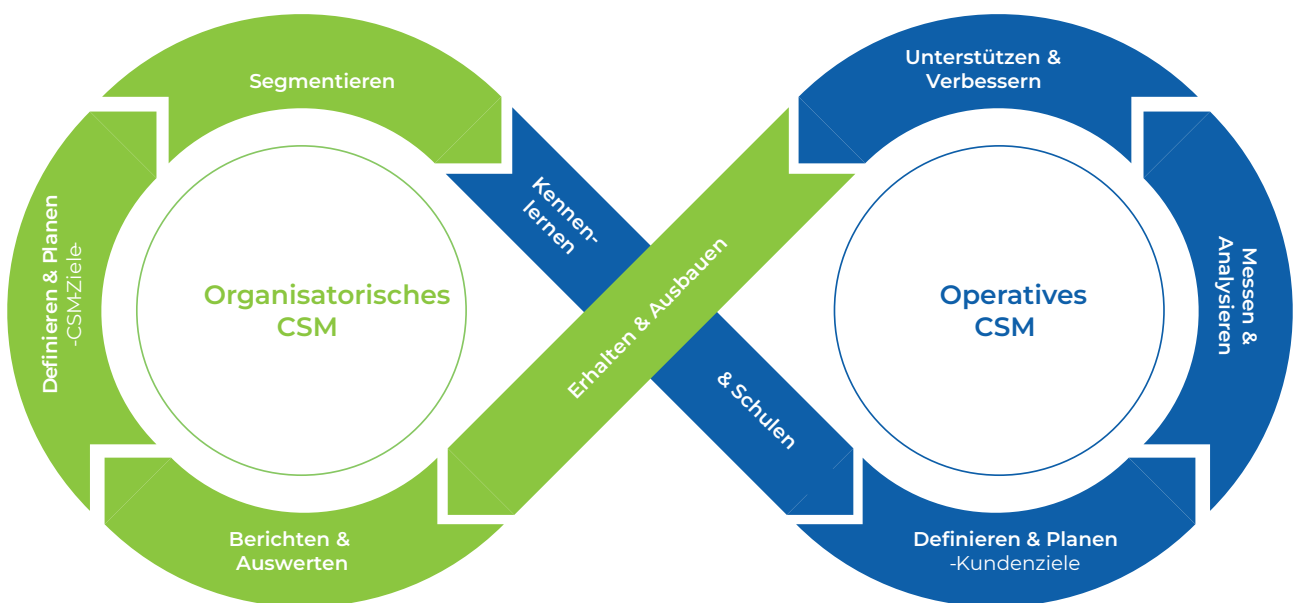 Segmentieren
Kennen-
lernen
& Schulen
Definieren & Planen
-Kundenziele
Messen &
Analysieren
Unterstützen &
Verbessern
Erhalten & Ausbauen
Berichten &
Auswerten
Definieren & Planen
-CSM-Ziele-
Organisatorisches
CSM
Operatives
CSM